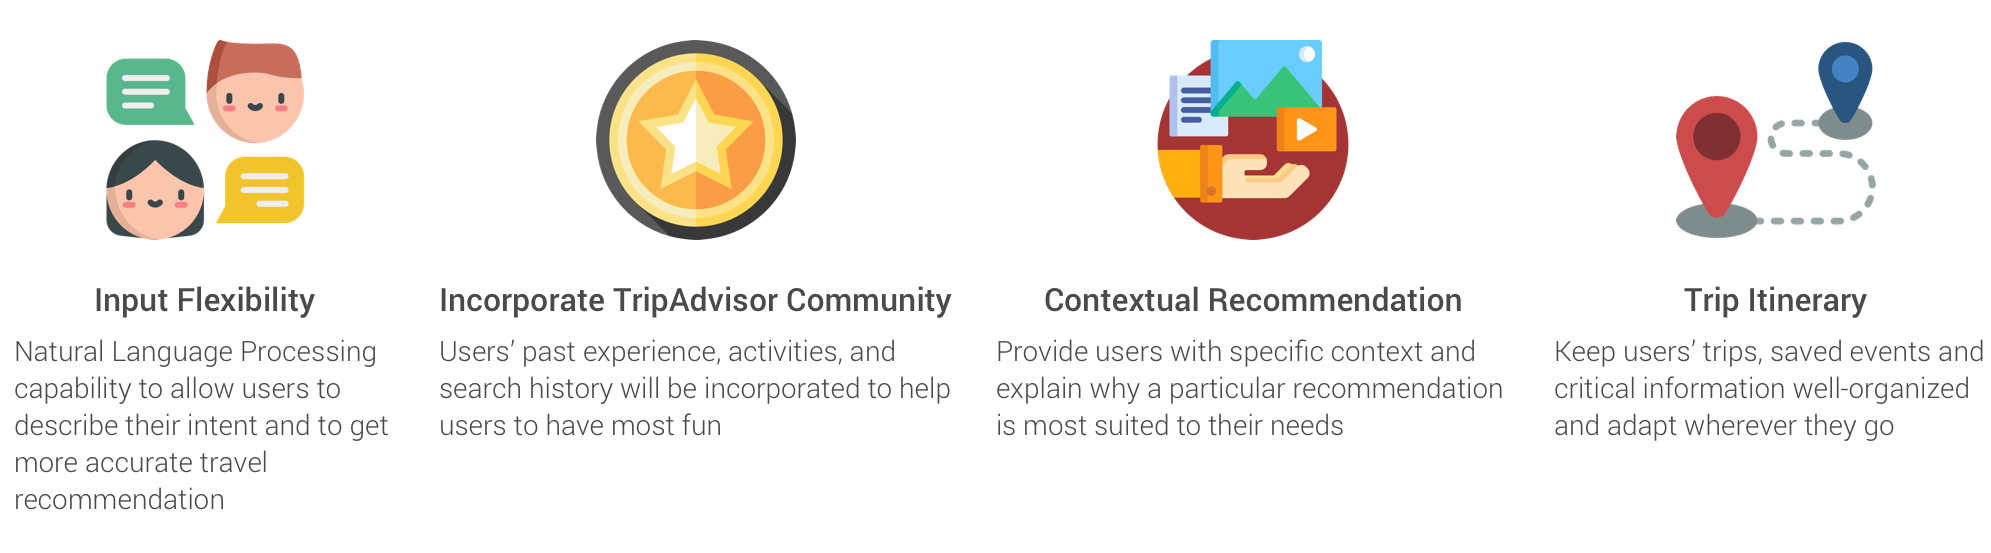 Input Flexibility
Natural Language Processing
capability to allow users to
describe their intent and to get
more accurate travel
recommendation
Incorporate TripAdvisor Community
Users’ past experience, activities, and
search history will be incorporated to help
users to have most fun
Contextual Recommendation
Provide users with specific context and
explain why a particular recommendation
is most suited to their needs
Trip Itinerary
Keep users’ trips, saved events and
critical information well-organized
and adapt wherever they go